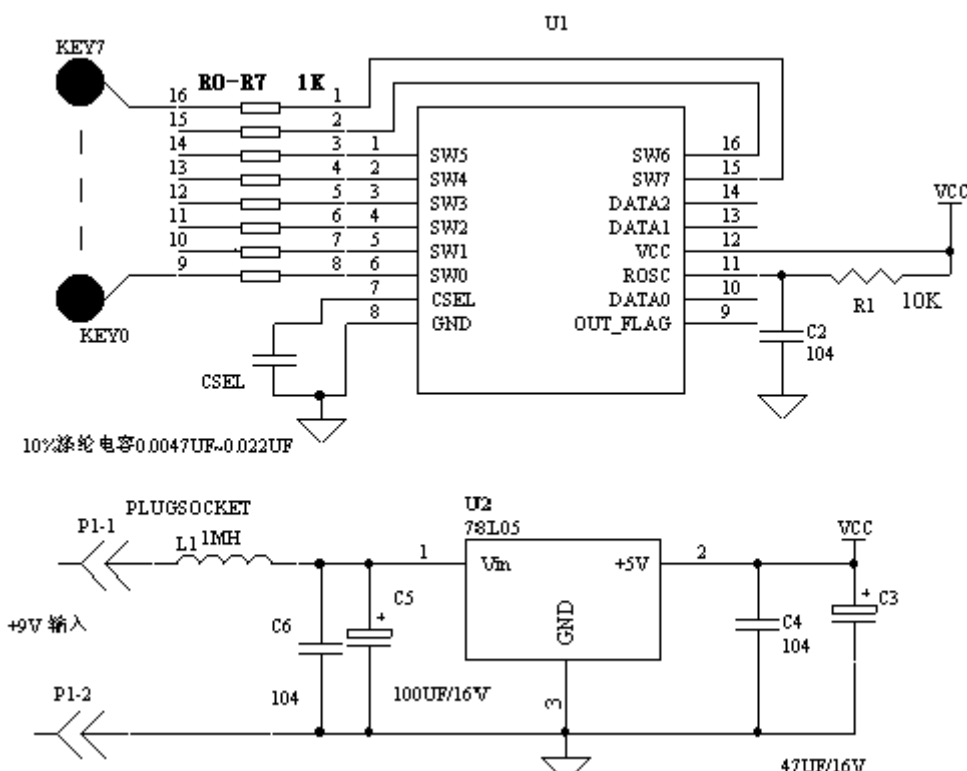 U1
KEY7
R0-R7 1K
16 1
15 2
14 3 1 SW5 SW6 16
13 4 2 SW4 SW7 15
12 5 3 SW3 DATA2 14
11 6 4 SW2 DATA1 13
10 7 5 SW1 VCC 12
9 8 6 SW0 ROSC 11
7 CSEL DATA0 10
8 GND OUT_FLAG 9
VCC
R1 10K
KEY0
C2
104
CSEL
10%涤纶电容0.0047UF~0.022UF
PLUGSOCKET
P1-1
L1 1MH
U2
78L05
1 Vin +5V 2
GND
3
VCC
+9V 输入
C6
104
C5
100UF/16V
C4
104
C3
47UF/16V
P1-2